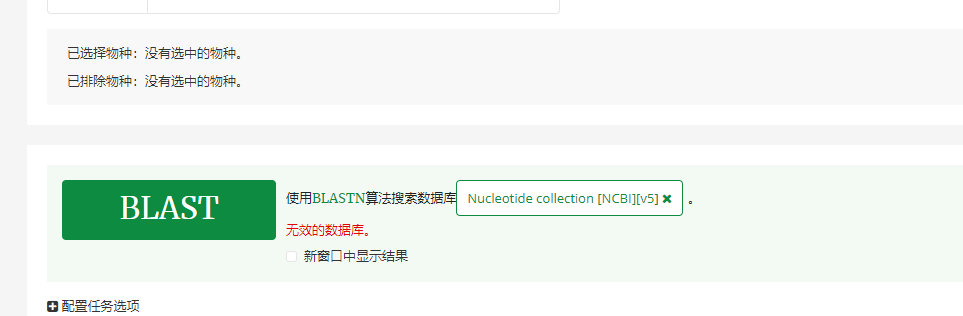 已选择物种：没有选中的物种。
已排除物种：没有选中的物种。
BLAST
使用BLASTN算法搜索数据库 Nucleotide collection [NCBI][v5] ✖ 。
无效的数据库。
新窗口中显示结果
配置任务选项